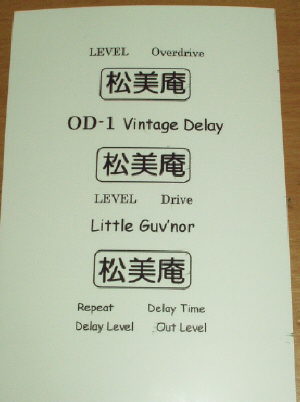 LEVEL Overdrive
松美庵
OD-1 Vintage Delay
松美庵
LEVEL Drive
Little Guv'nor
松美庵
Repeat Delay Time
Delay Level Out Level